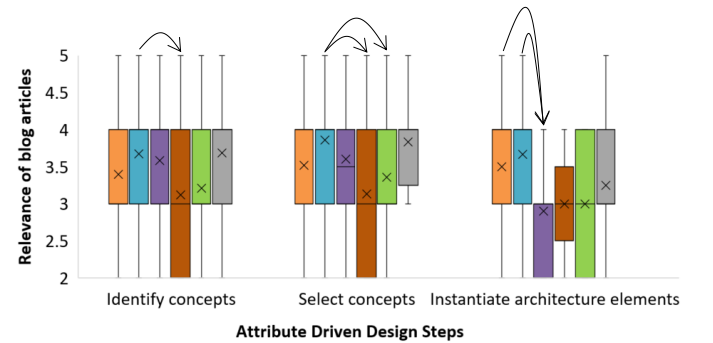 Relevance of blog articles
5
4.5
4
3.5
3
2.5
2
Identify concepts
Select concepts
Instantiate architecture elements
Attribute Driven Design Steps